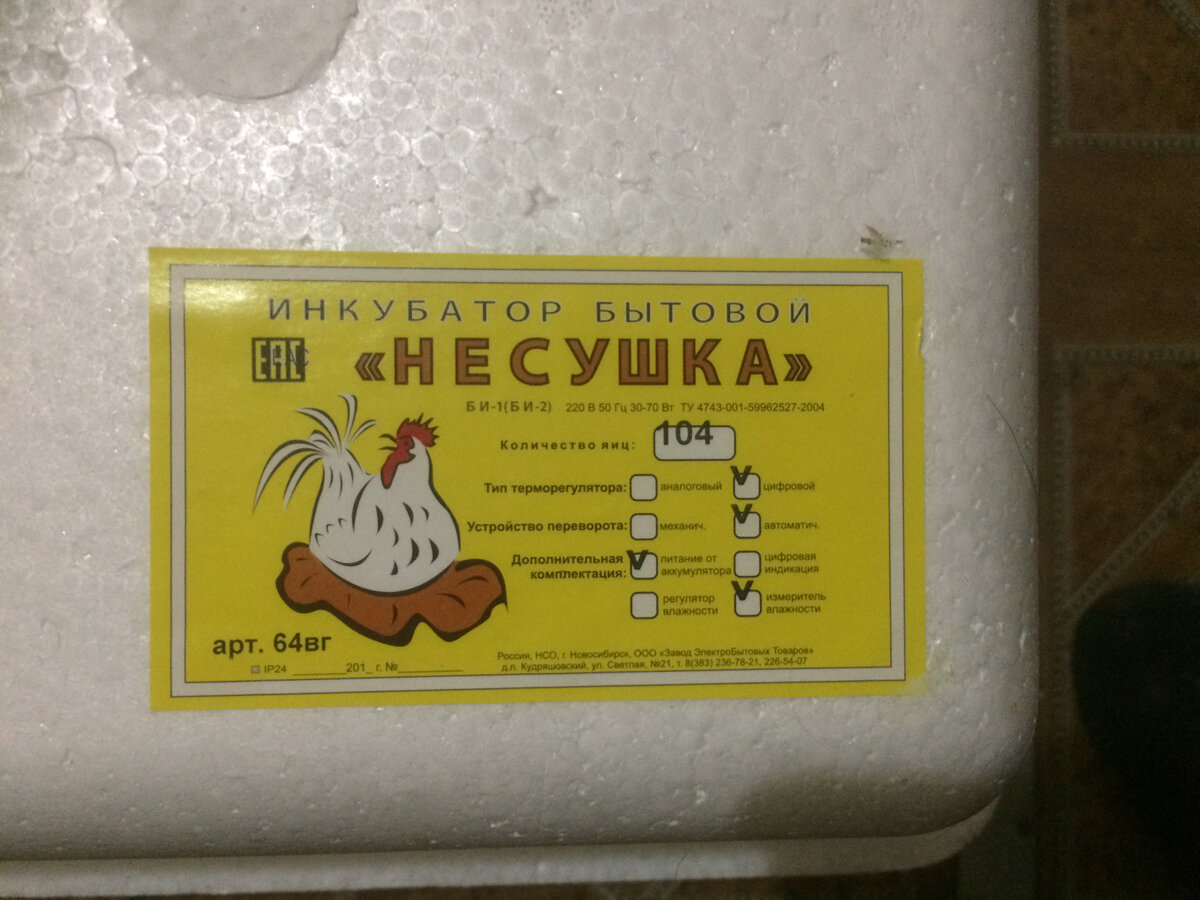 ИНКУБАТОР БЫТОВОЙ
EAC «НЕСУШКА»
БИ-1(БИ-2) 220 В 50 Гц 30-70 Вт ТУ 4743-001-59962527-2004
Количество яиц: 104
Тип терморегулятора: аналоговый V цифровой
Устройство переворота: механич. V автоматич.
Дополнительная комплектация: V питание от аккумулятора цифровая индикация
регулятор влажности V измеритель влажности
арт. 64вг
IP24 ________201_ г. №_________
Россия, НСО, г. Новосибирск, ООО «Завод ЭлектроБытовых Товаров»
д.п. Кудряшовский, ул. Светлая, №21, т. 8(383) 236-78-21, 226-54-07